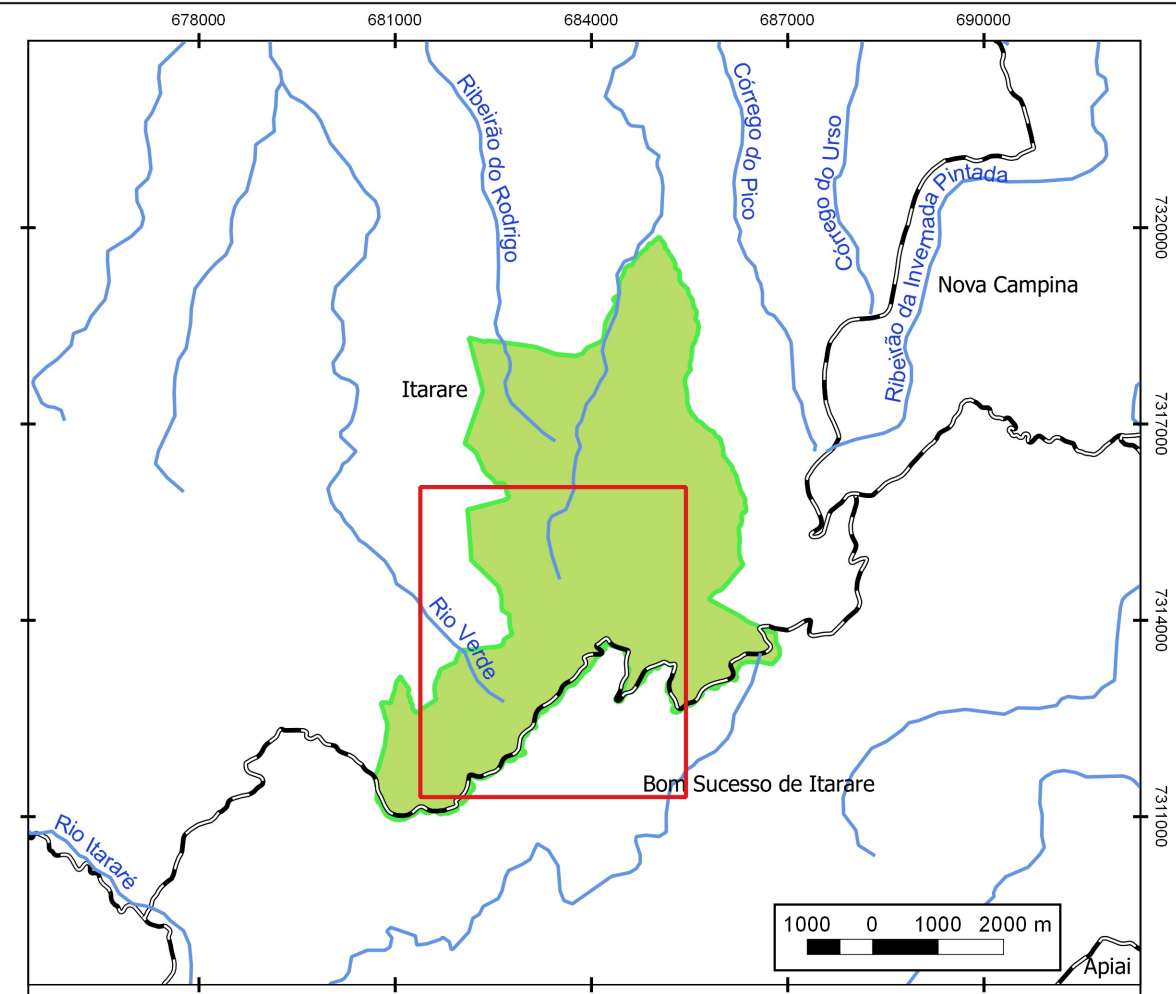 678000
681000
684000
687000
690000
Ribeirão do Rodrigo
Córrego do Pico
Córrego do Urso
Ribeirão da Invernada Pintada
7320000
Nova Campina
Itarare
7317000
Rio Verde
7314000
Bom Sucesso de Itarare
7311000
Rio Itararé
1000 0 1000 2000 m
Apiai